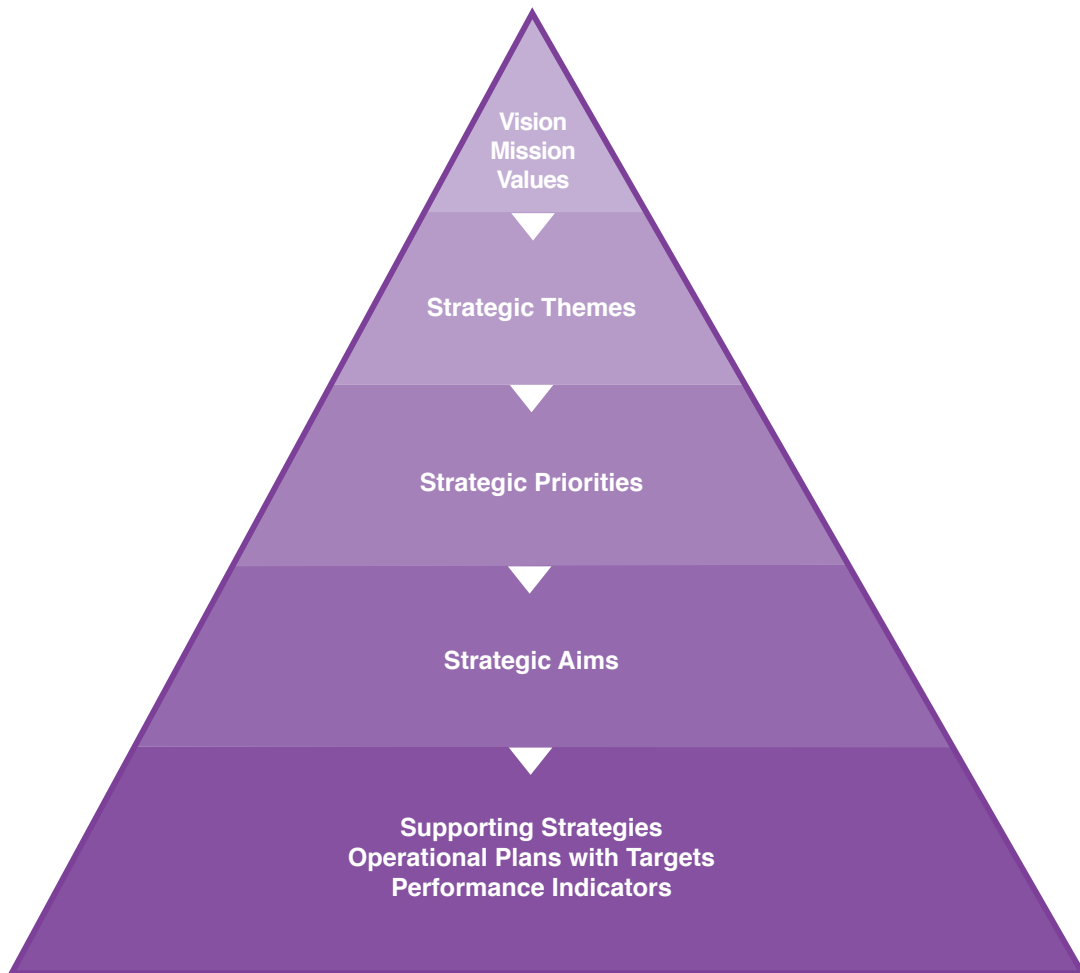 Vision
Mission
Values
Strategic Themes
Strategic Priorities
Strategic Aims
Supporting Strategies
Operational Plans with Targets
Performance Indicators